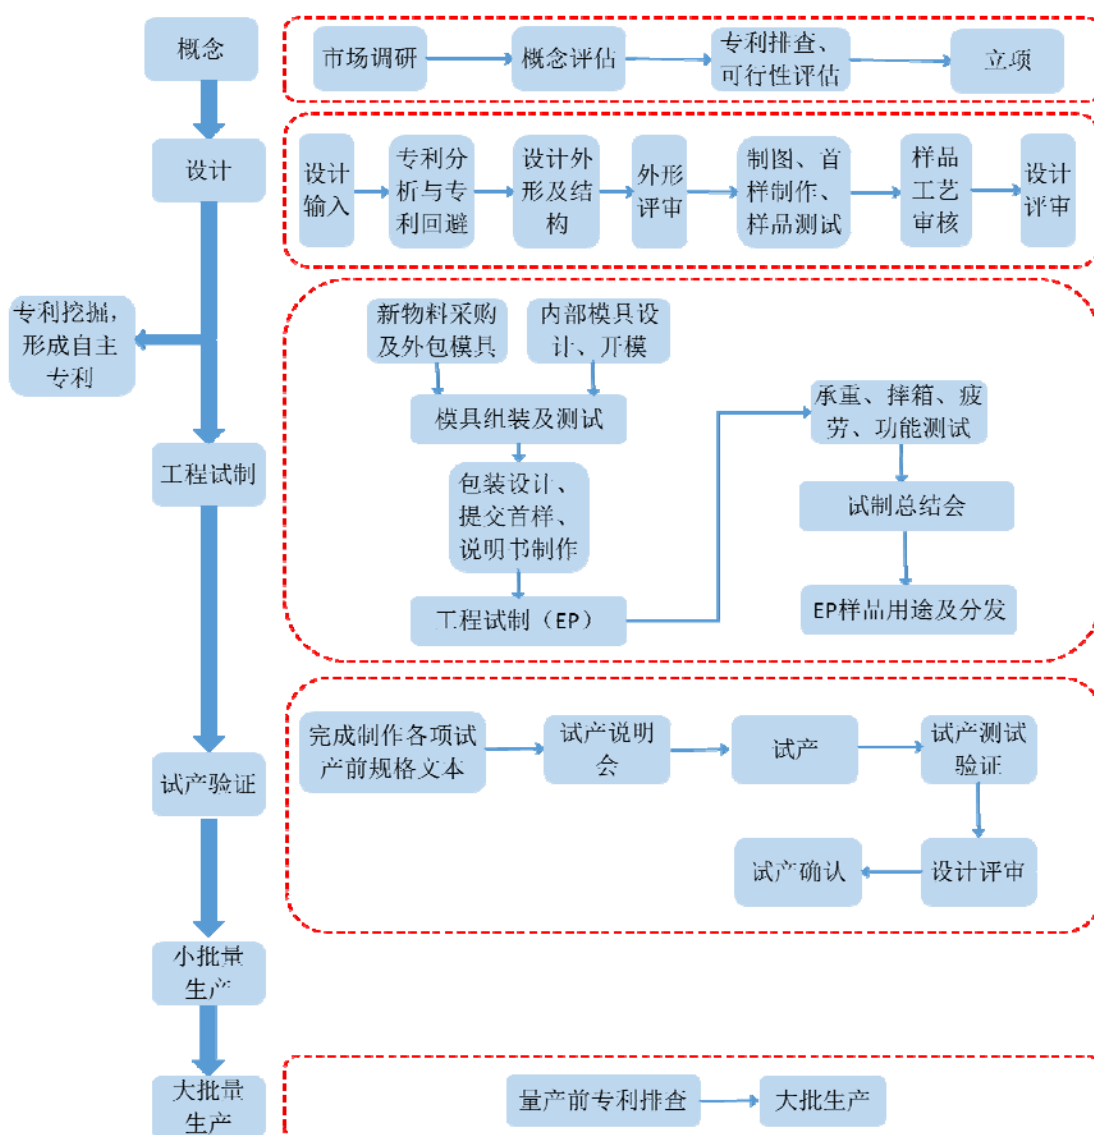 概念
市场调研
概念评估
专利排查、
可行性评估
立项
设计
设计
输入
专利分
析与专
利回避
设计外
形及结
构
外形
评审
制图、首
样制作、
样品测试
样品
工艺
审核
设计
评审
专利挖掘，
形成自主
专利
工程试制
新物料采购
及外包模具
内部模具设
计、开模
模具组装及测试
包装设计、
提交首样、
说明书制作
工程试制（EP）
承重、摔箱、疲
劳、功能测试
试制总结会
EP样品用途及分发
试产验证
完成制作各项试
产前规格文本
试产说明
会
试产
试产测试
验证
设计评审
试产确认
小批量
生产
大批量
生产
量产前专利排查
大批生产